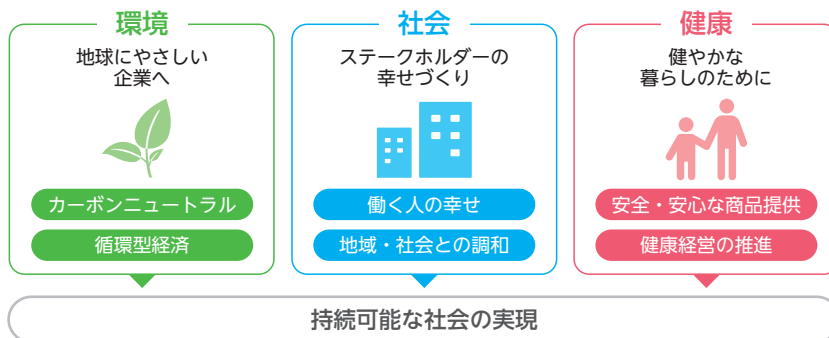 環境
地球にやさしい
企業へ
カーボンニュートラル
循環型経済
社会
ステークホルダーの
幸せづくり
働く人の幸せ
地域・社会との調和
健康
健やかな
暮らしのために
安全・安心な商品提供
健康経営の推進
持続可能な社会の実現